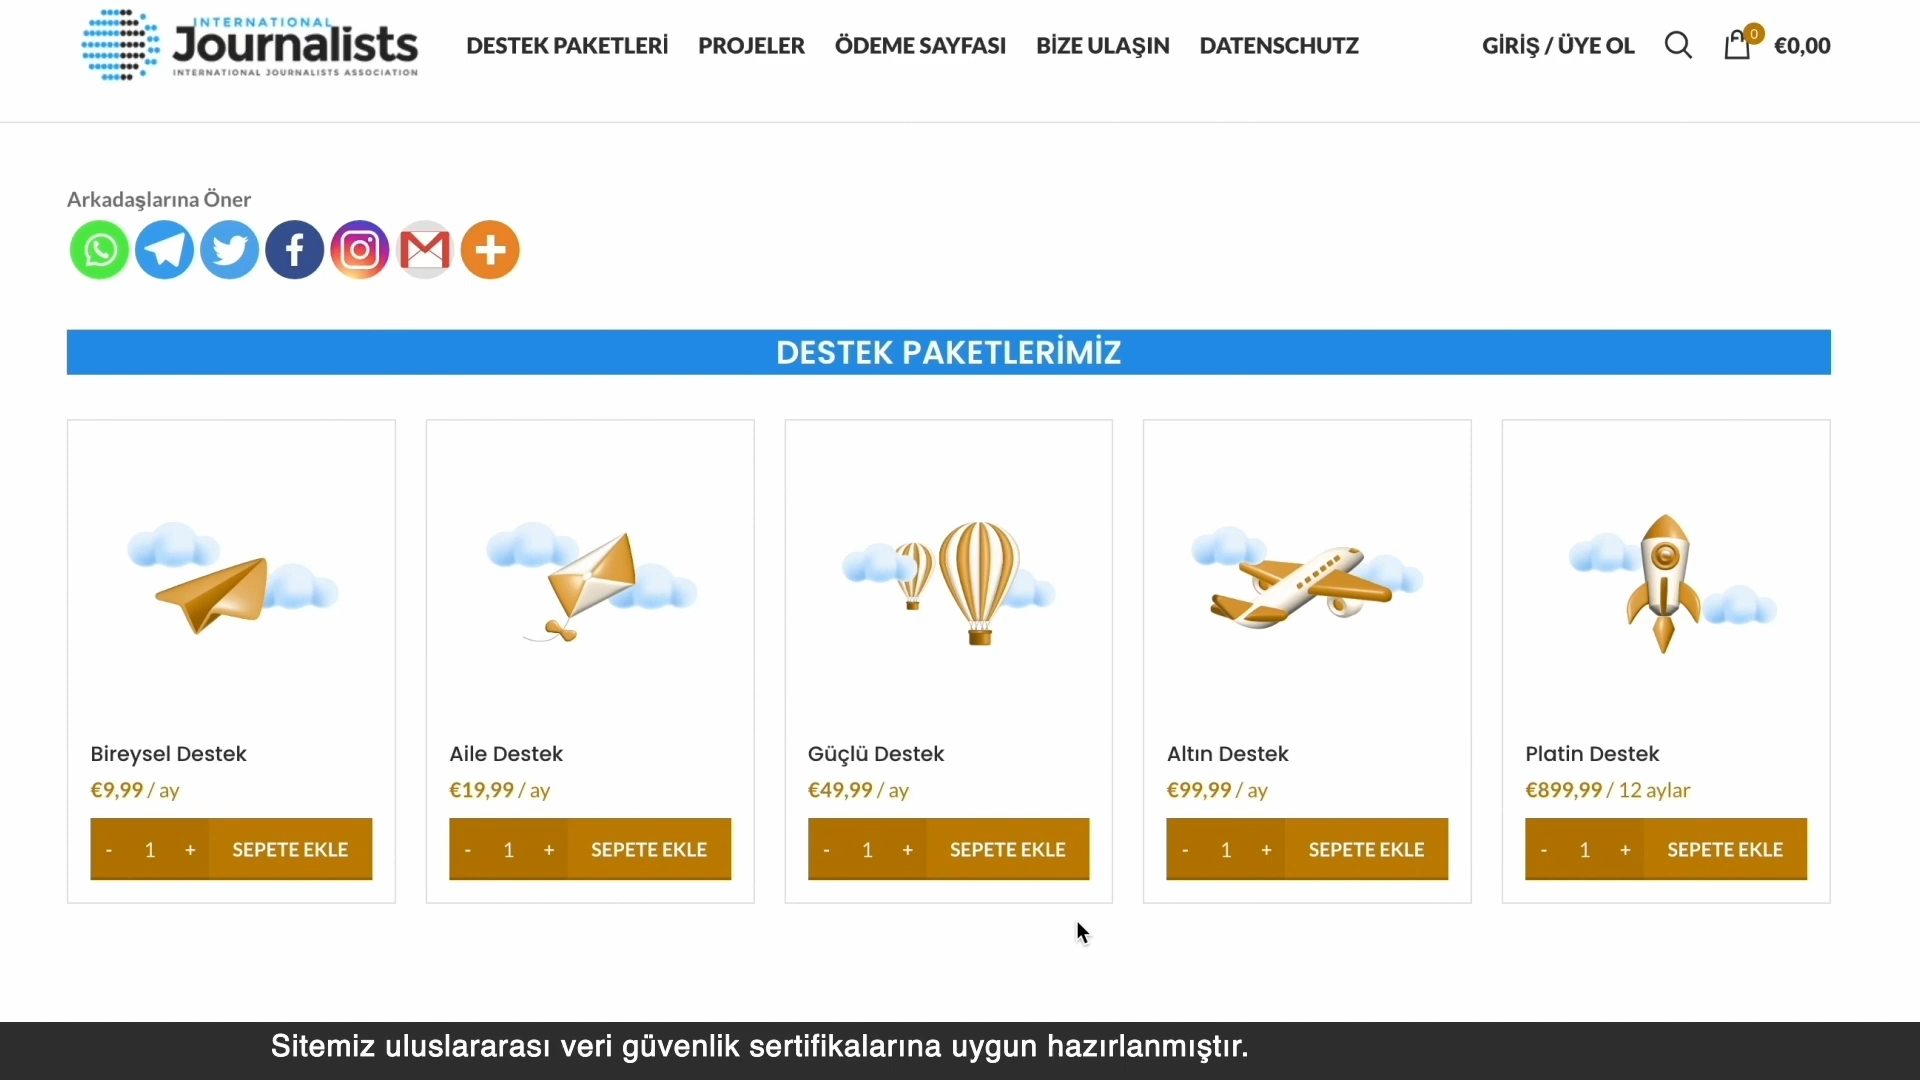 INTERNATIONAL
Journalists
INTERNATIONAL JOURNALISTS ASSOCIATION
DESTEK PAKETLERİ PROJELER ÖDEME SAYFASI BİZE ULAŞIN DATENSCHUTZ GİRİŞ / ÜYE OL 0 €0,00
Arkadaşlarına Öner
DESTEK PAKETLERİMİZ
Bireysel Destek
€9,99 / ay
- 1 + SEPETE EKLE
Aile Destek
€19,99 / ay
- 1 + SEPETE EKLE
Güçlü Destek
€49,99 / ay
- 1 + SEPETE EKLE
Altın Destek
€99,99 / ay
- 1 + SEPETE EKLE
Platin Destek
€899,99 / 12 aylar
- 1 + SEPETE EKLE
Sitemiz uluslararası veri güvenlik sertifikalarına uygun hazırlanmıştır.